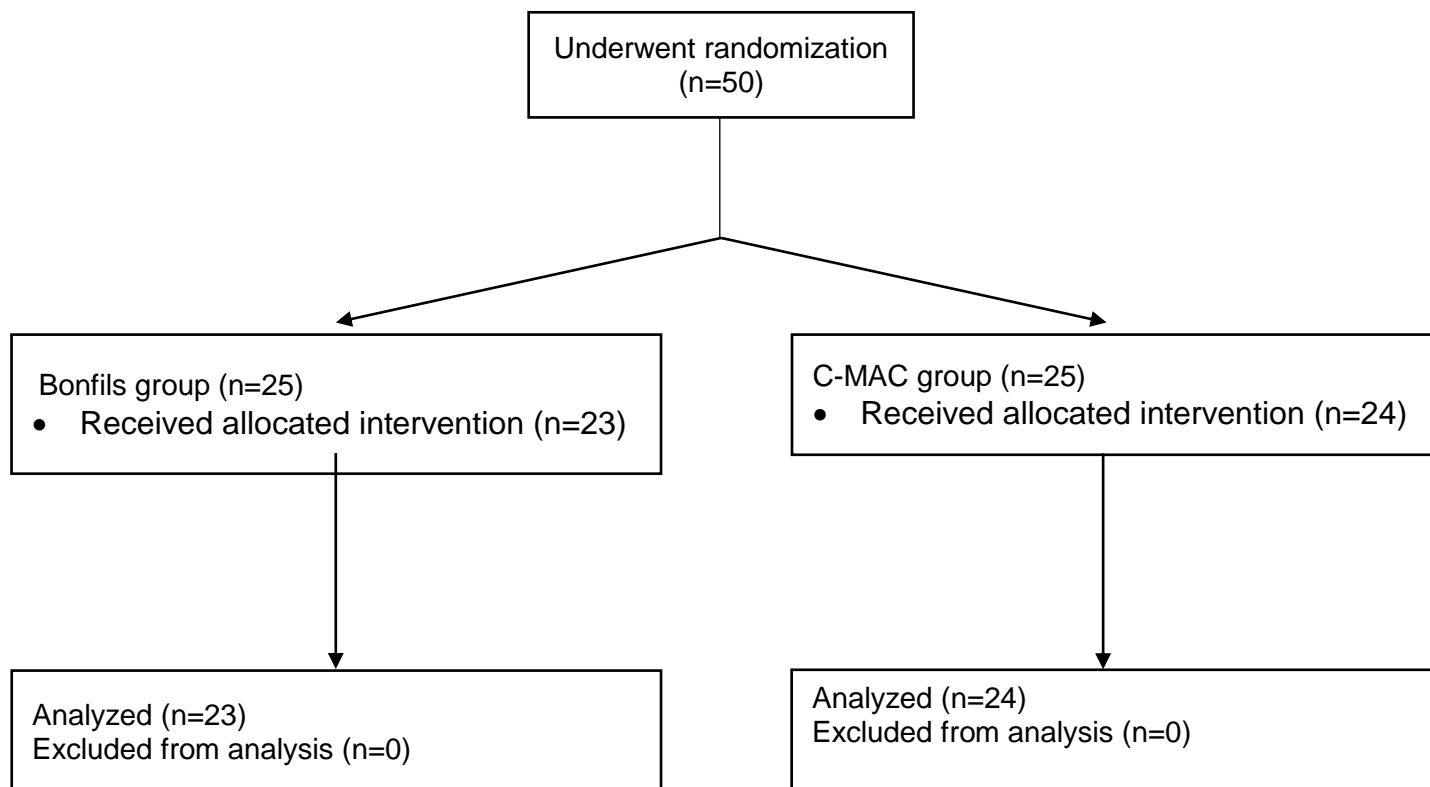 Underwent randomization
(n=50)
Bonfils group (n=25)
• Received allocated intervention (n=23)
C-MAC group (n=25)
• Received allocated intervention (n=24)
Analyzed (n=23)
Excluded from analysis (n=0)
Analyzed (n=24)
Excluded from analysis (n=0)